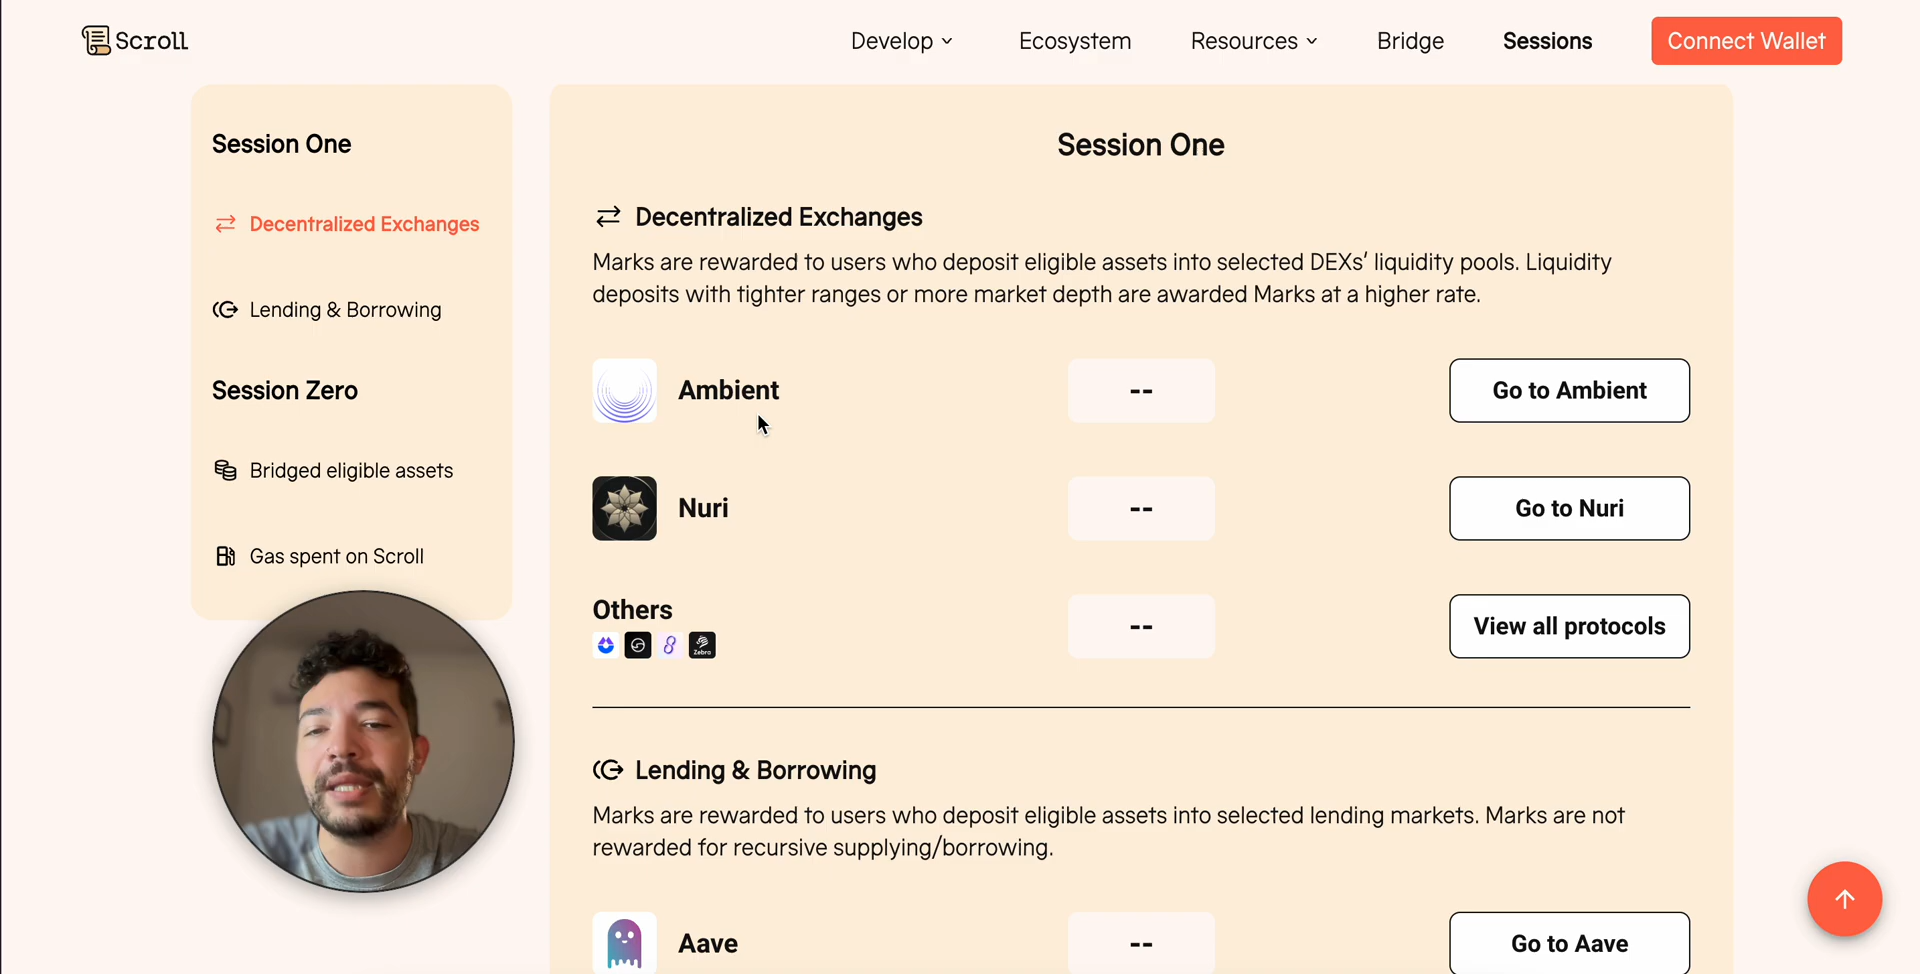 Scroll
Develop
Ecosystem
Resources
Bridge
Sessions
Connect Wallet
Session One
Decentralized Exchanges
Lending & Borrowing
Session Zero
Bridged eligible assets
Gas spent on Scroll
Session One
Decentralized Exchanges
Marks are rewarded to users who deposit eligible assets into selected DEXs’ liquidity pools. Liquidity
deposits with tighter ranges or more market depth are awarded Marks at a higher rate.
Ambient
--
Go to Ambient
Nuri
--
Go to Nuri
Others
Zebra
--
View all protocols
Lending & Borrowing
Marks are rewarded to users who deposit eligible assets into selected lending markets. Marks are not
rewarded for recursive supplying/borrowing.
Aave
--
Go to Aave